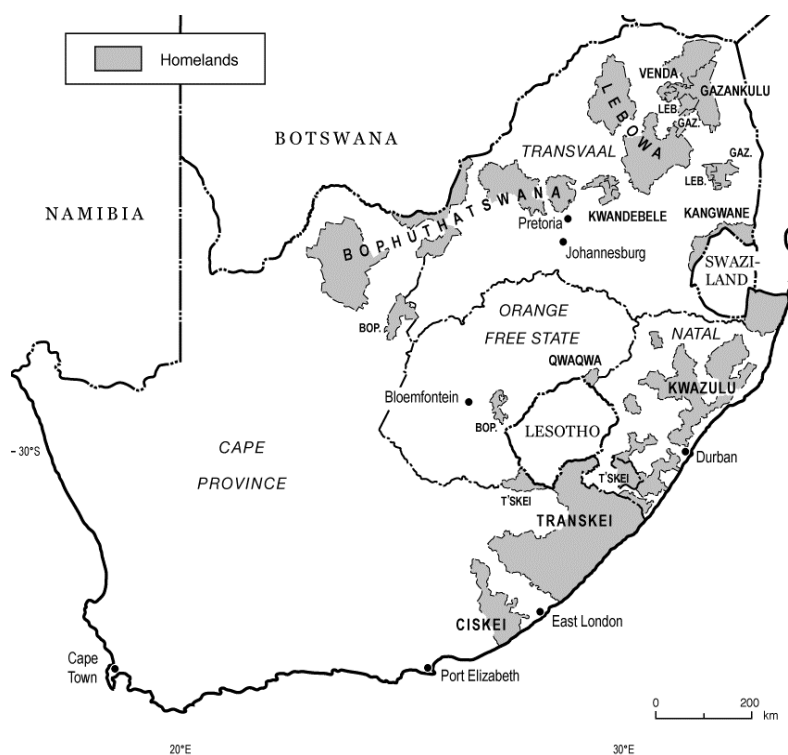 Homelands
VENDA
GAZANKULU
LEBOWA
LEB.
GAZ.
BOTSWANA
TRANSVAAL
GAZ.
LEB.
NAMIBIA
BOPHUTHATSWANA
KWANDEBELE
KANGWANE
Pretoria
Johannesburg
SWAZI-
LAND
ORANGE
FREE STATE
BOP.
NATAL
QWAQWA
KWAZULU
Bloemfontein
BOP.
LESOTHO
CAPE
PROVINCE
- 30°S
Durban
T'SKEI
T'SKEI
TRANSKEI
CISKEI
East London
Cape
Town
Port Elizabeth
0 200
km
20°E 30°E